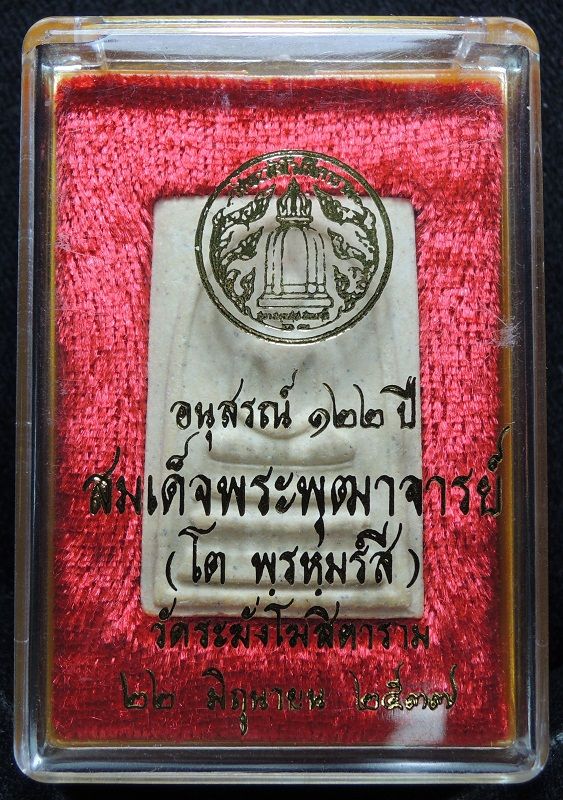 อนุสรณ์ ๑๒๒ ปี
สมเด็จพระพุฒาจารย์
(โต พฺรหฺมรํสี)
วัดระฆังโฆสิตาราม
๒๒ มิถุนายน ๒๕๓๗